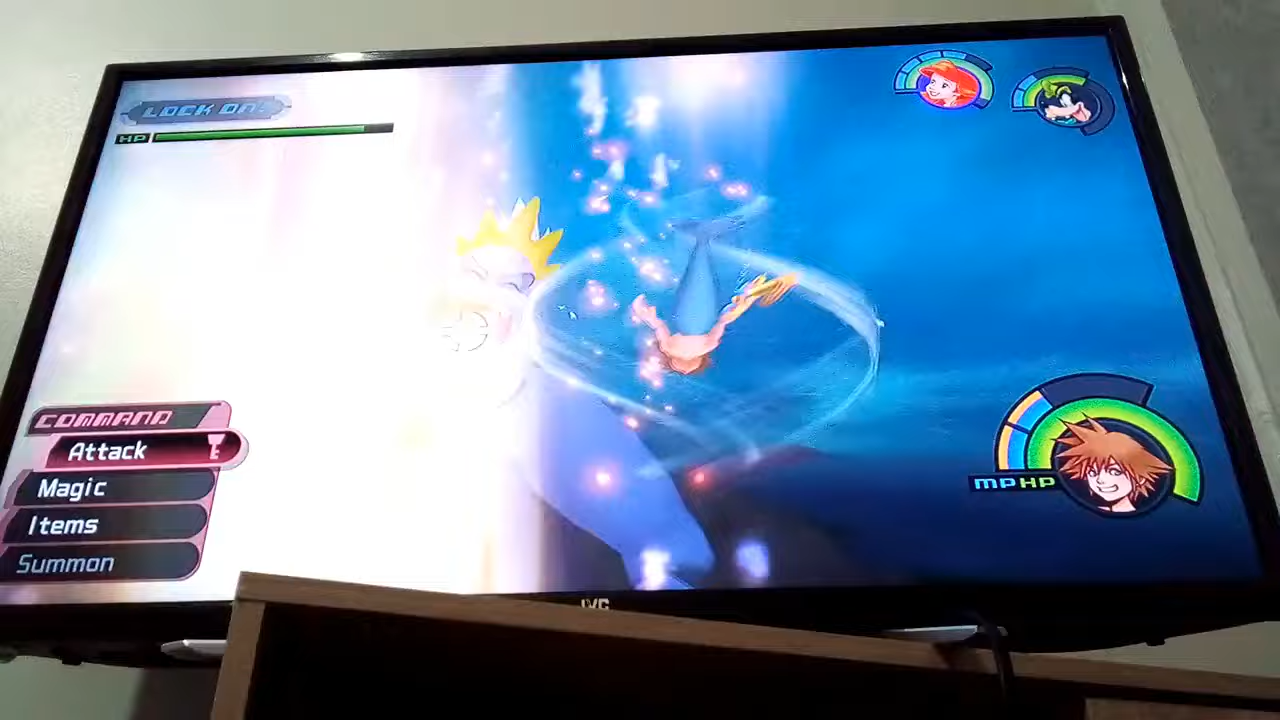 LOCK ON!
HP
COMMAND
Attack
Magic
Items
Summon
MP HP
JVC